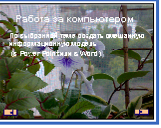 Работа за компьютером
По выбранной теме создать смешанную
информационную модель
(в Power Point или в Word).